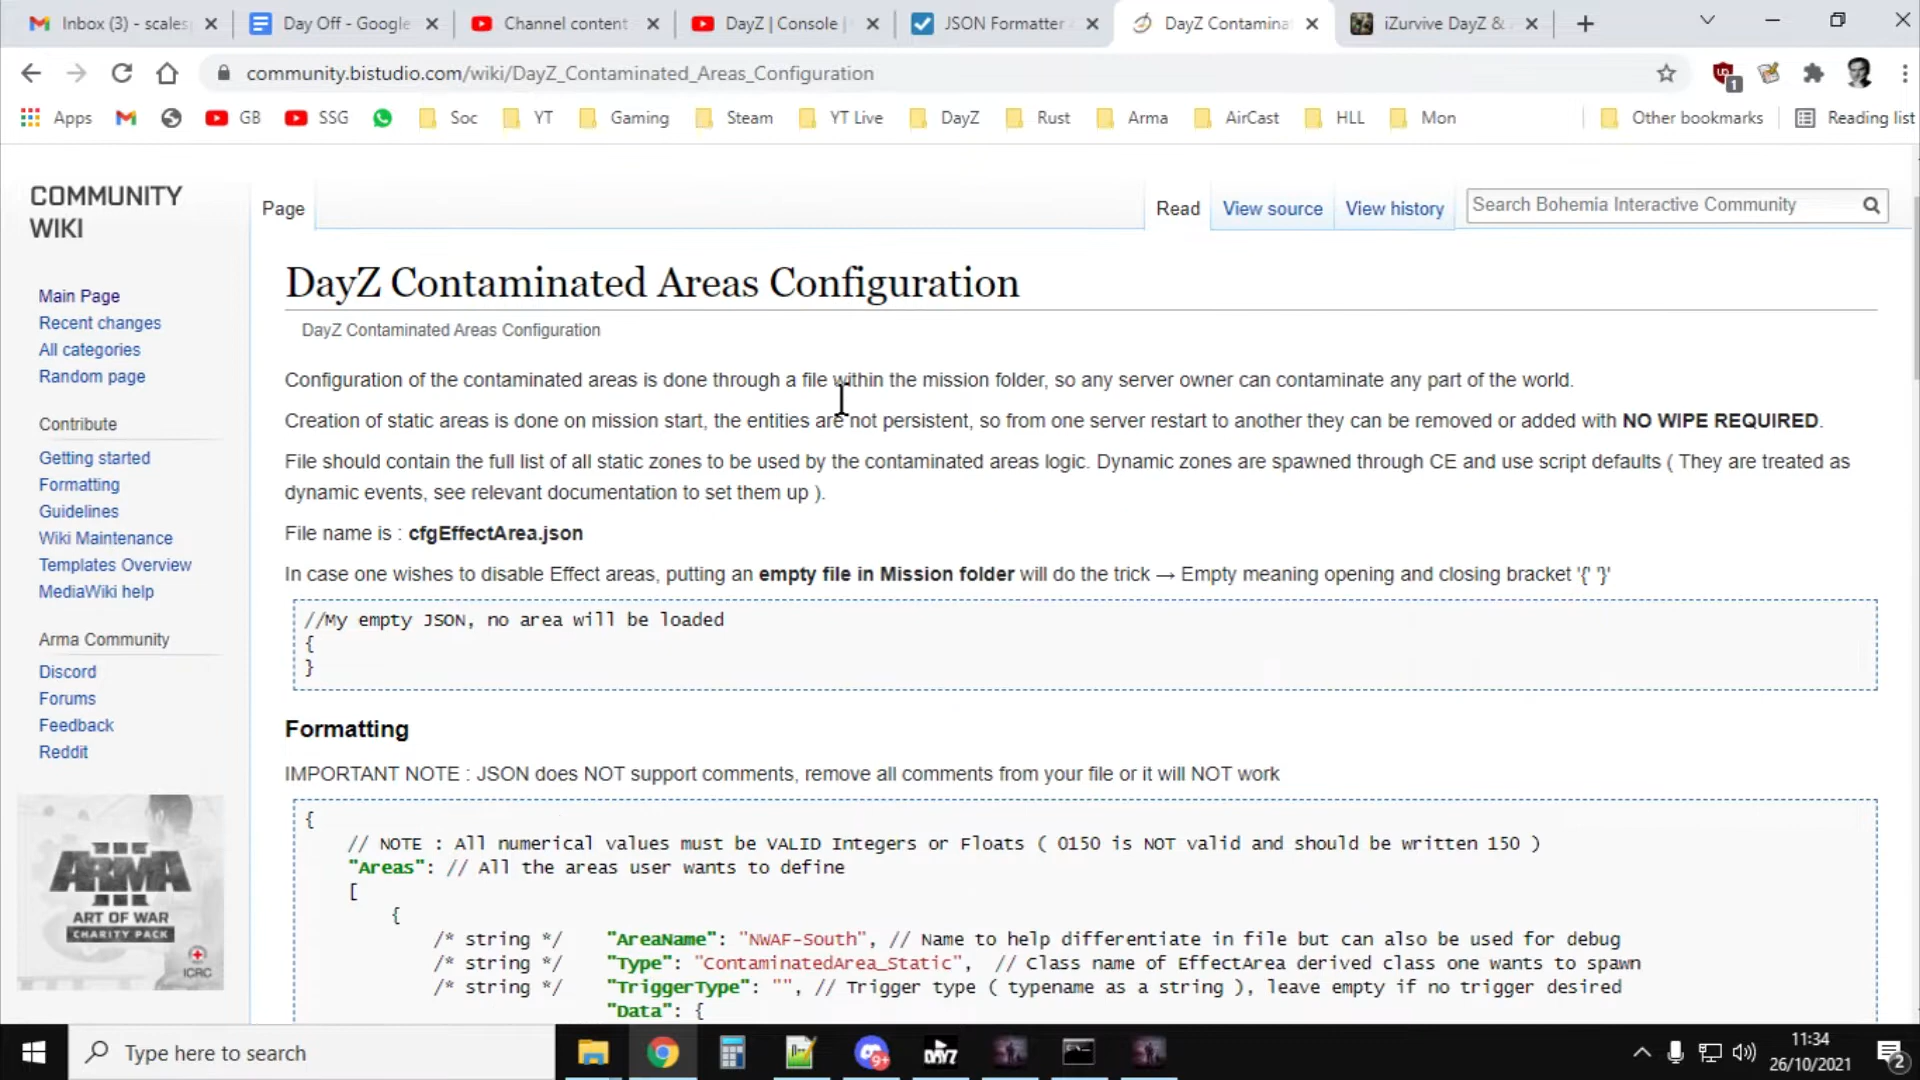 Inbox (3) - scales
Day Off - Google
Channel content
DayZ | Console |
JSON Formatter
DayZ Contamina
iZurvive DayZ &
community.bistudio.com/wiki/DayZ_Contaminated_Areas_Configuration
1
Apps
GB
SSG
Soc
YT
Gaming
Steam
YT Live
DayZ
Rust
Arma
AirCast
HLL
Mon
Other bookmarks
Reading list
COMMUNITY
WIKI
Page
Read
View source
View history
Search Bohemia Interactive Community
Main Page
Recent changes
All categories
Random page
Contribute
Getting started
Formatting
Guidelines
Wiki Maintenance
Templates Overview
MediaWiki help
Arma Community
Discord
Forums
Feedback
Reddit
ARMA
III
ART OF WAR
CHARITY PACK
ICRC
DayZ Contaminated Areas Configuration
DayZ Contaminated Areas Configuration
Configuration of the contaminated areas is done through a file within the mission folder, so any server owner can contaminate any part of the world.
Creation of static areas is done on mission start, the entities are not persistent, so from one server restart to another they can be removed or added with NO WIPE REQUIRED.
File should contain the full list of all static zones to be used by the contaminated areas logic. Dynamic zones are spawned through CE and use script defaults ( They are treated as
dynamic events, see relevant documentation to set them up ).
File name is : cfgEffectArea.json
In case one wishes to disable Effect areas, putting an empty file in Mission folder will do the trick → Empty meaning opening and closing bracket '{' '}'
//My empty JSON, no area will be loaded
{
}
Formatting
IMPORTANT NOTE : JSON does NOT support comments, remove all comments from your file or it will NOT work
{
// NOTE : All numerical values must be VALID Integers or Floats ( 0150 is NOT valid and should be written 150 )
"Areas": // All the areas user wants to define
[
{
/* string */ "AreaName": "NWAF-South", // Name to help differentiate in file but can also be used for debug
/* string */ "Type": "ContaminatedArea_Static", // Class name of EffectArea derived class one wants to spawn
/* string */ "TriggerType": "", // Trigger type ( typename as a string ), leave empty if no trigger desired
"Data": {
Type here to search
9+
DAYZ
11:34
26/10/2021
2